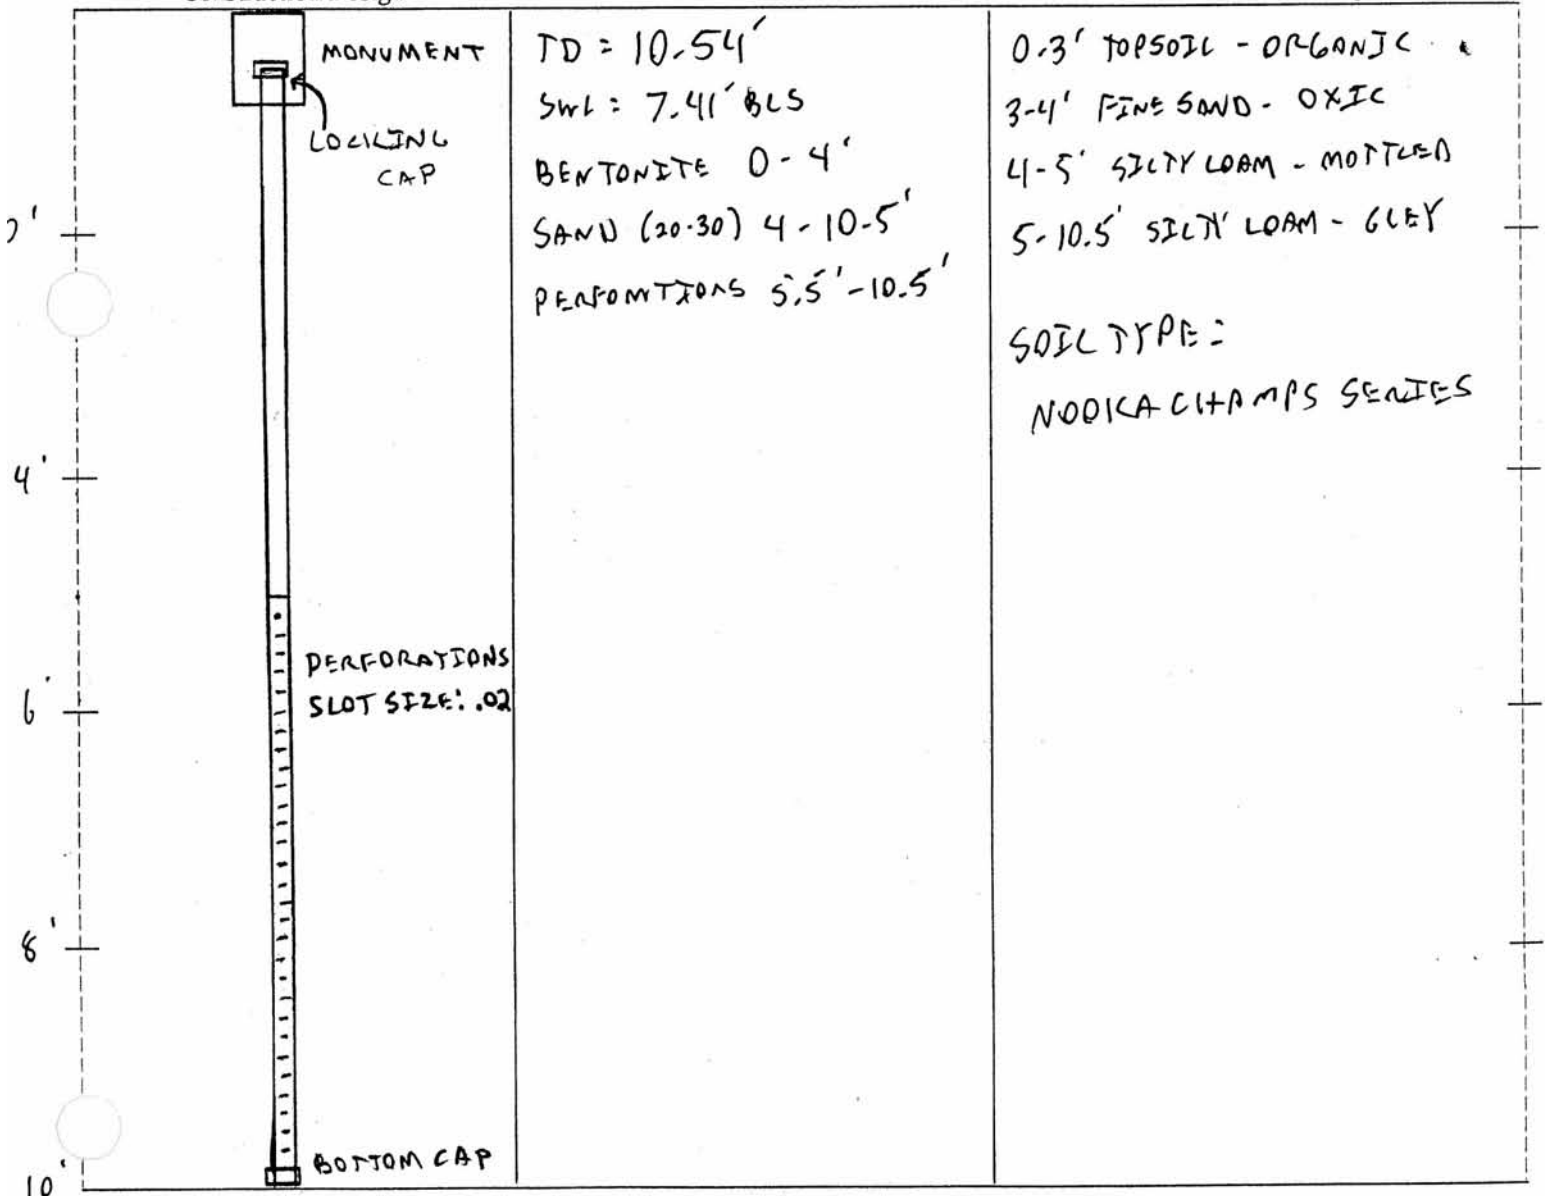 MONUMENT
LOCKING
CAP
2'
4'
PERFORATIONS
SLOT SIZE: .02
6'
8'
BOTTOM CAP
10'
TD = 10.54'
SWL: 7.41' BLS
BENTONITE 0-4'
SAND (20-30) 4-10.5'
PERFORATIONS 5.5'-10.5'
0-3' TOPSOIL - ORGANIC
3-4' FINE SAND - OXIC
4-5' SILTY LOAM - MOTTLED
5-10.5' SILTY LOAM - GLEY
SOIL TYPE:
NOOKACHAMPS SERIES